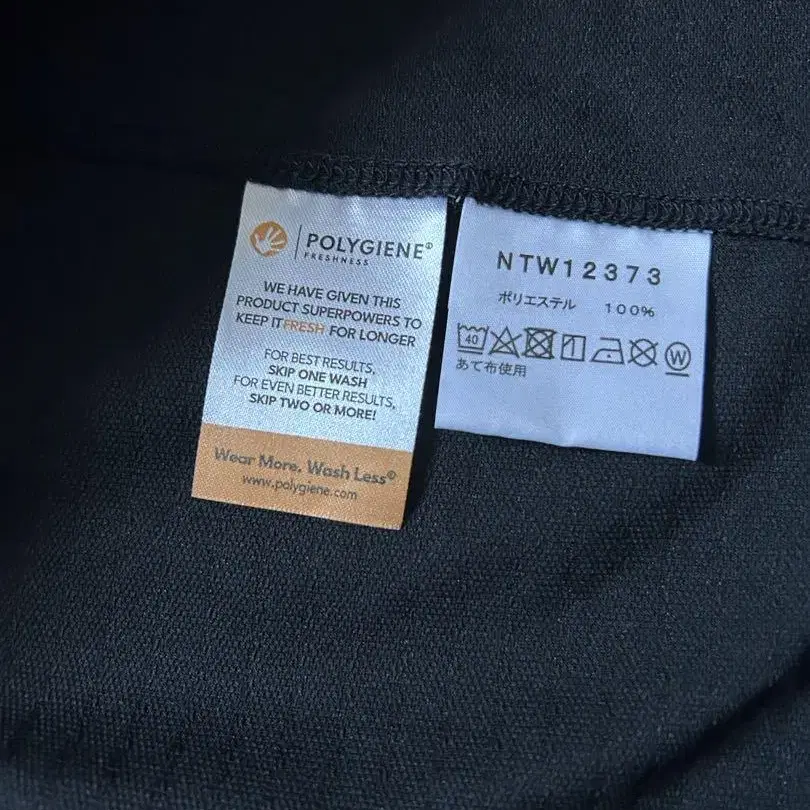 POLYGIENE®
FRESHNESS
WE HAVE GIVEN THIS
PRODUCT SUPERPOWERS TO
KEEP IT FRESH FOR LONGER
FOR BEST RESULTS,
SKIP ONE WASH
FOR EVEN BETTER RESULTS,
SKIP TWO OR MORE!
Wear More. Wash Less®
www.polygiene.com
NTW12373
ポリエステル 100%
40 W
あて布使用